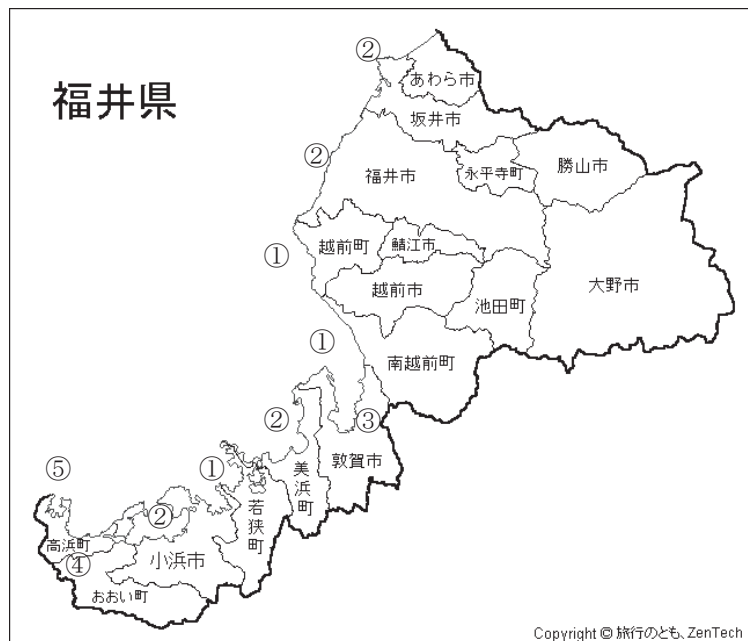 福井県
②
あわら市
坂井市
②
福井市
永平寺町
勝山市
①
越前町
鯖江市
越前市
池田町
大野市
①
南越前町
②
③
敦賀市
美浜町
①
若狭町
⑤
②
高浜町
④
小浜市
おおい町
Copyright © 旅行のとも、ZenTech